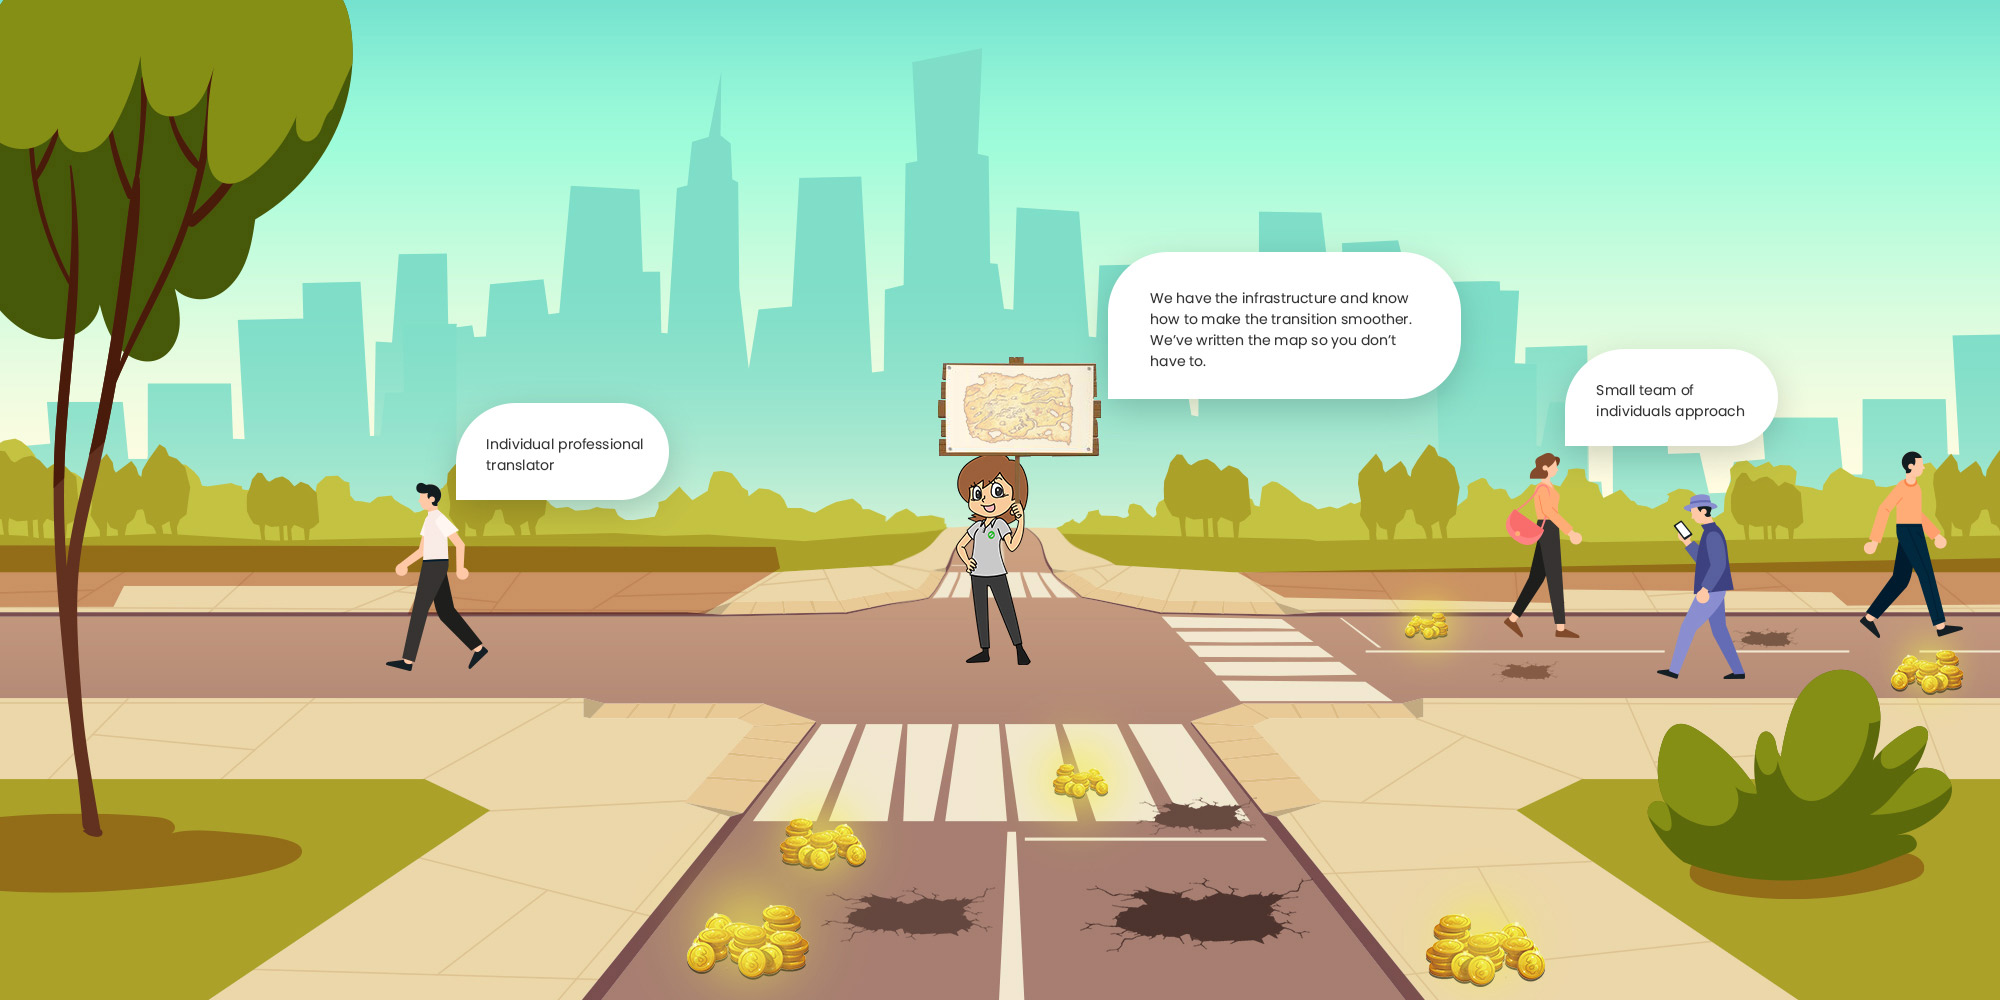 We have the infrastructure and know
how to make the transition smoother.
We’ve written the map so you don’t
have to.
Small team of
individuals approach
Individual professional
translator